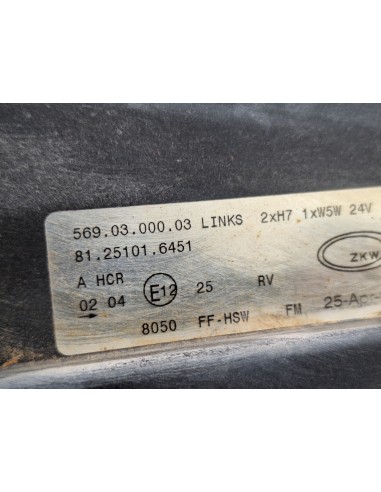 569.03.000.03 LINKS 2xH7 1xW5W 24V
81.25101.6451
ZKW
A HCR
02 04 E12 25 RV
8050 FF-HSW FM 25-Apr-